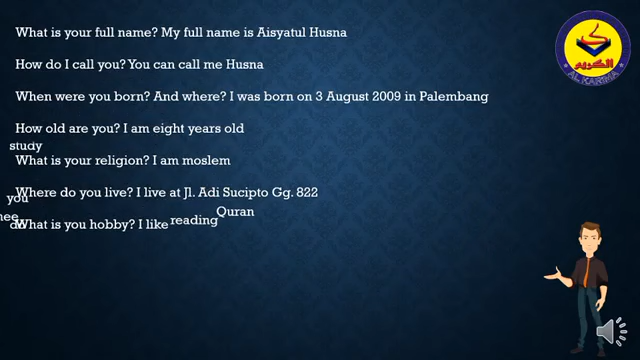 What is your full name? My full name is Aisyatul Husna
How do I call you? You can call me Husna
When were you born? And where? I was born on 3 August 2009 in Palembang
How old are you? I am eight years old
study
What is your religion? I am moslem
Where do you live? I live at Jl. Adi Sucipto Gg. 822
you
What is you hobby? I like reading Quran
do
الكريم
AL KARIMA